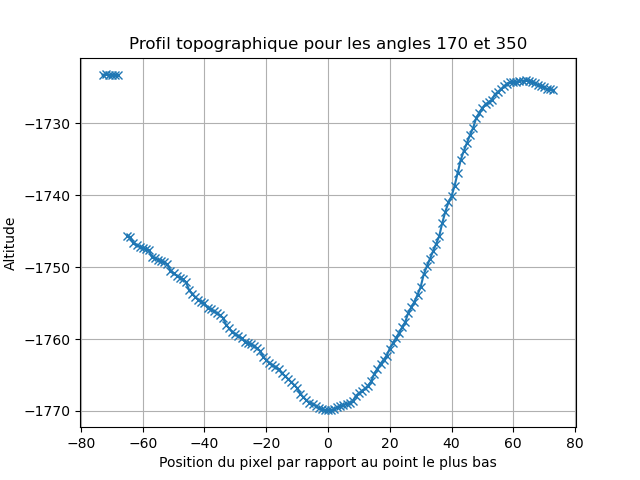 Profil topographique pour les angles 170 et 350
−1730
−1740
−1750
−1760
−1770
Altitude
−80 −60 −40 −20 0 20 40 60 80
Position du pixel par rapport au point le plus bas